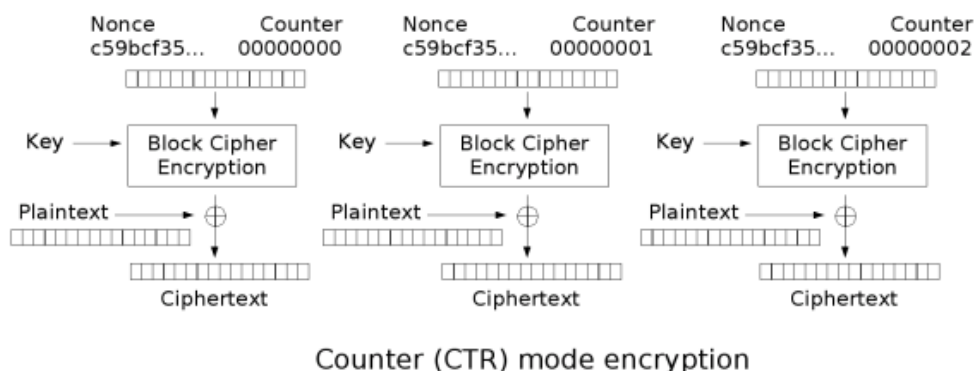 Nonce Counter Nonce Counter Nonce Counter
c59bcf35... 00000000 c59bcf35... 00000001 c59bcf35... 00000002
Key Block Cipher Key Block Cipher Key Block Cipher
Encryption Encryption Encryption
Plaintext Plaintext Plaintext
Ciphertext Ciphertext Ciphertext
Counter (CTR) mode encryption